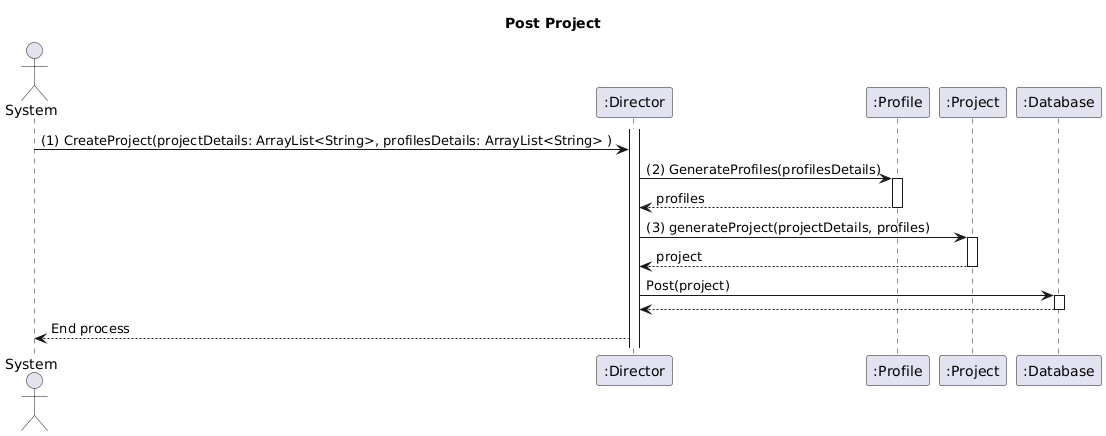 Post Project
System
:Director
:Profile
:Project
:Database
(1) CreateProject(projectDetails: ArrayList<String>, profilesDetails: ArrayList<String> )
(2) GenerateProfiles(profilesDetails)
profiles
(3) generateProject(projectDetails, profiles)
project
Post(project)
End process
System
:Director
:Profile
:Project
:Database